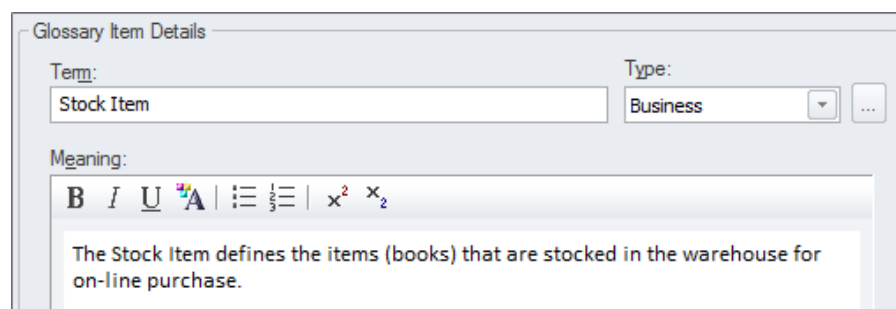 Glossary Item Details
Term: Type:
Stock Item Business ...
Meaning:
B I U A x² x₂
The Stock Item defines the items (books) that are stocked in the warehouse for
on-line purchase.